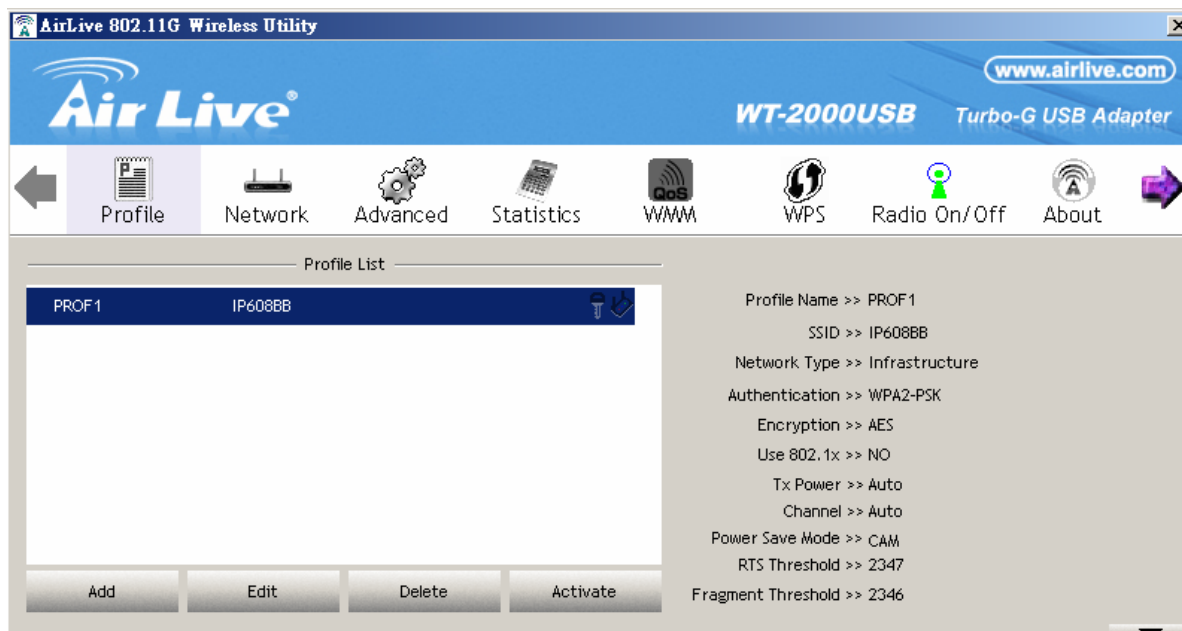 AirLive 802.11G Wireless Utility
www.airlive.com
Air Live®
WT-2000USB Turbo-G USB Adapter
P
QoS
Profile Network Advanced Statistics WMM WPS Radio On/Off About
Profile List
PROF1 IP608BB
Add Edit Delete Activate
Profile Name >> PROF1
SSID >> IP608BB
Network Type >> Infrastructure
Authentication >> WPA2-PSK
Encryption >> AES
Use 802.1x >> NO
Tx Power >> Auto
Channel >> Auto
Power Save Mode >> CAM
RTS Threshold >> 2347
Fragment Threshold >> 2346